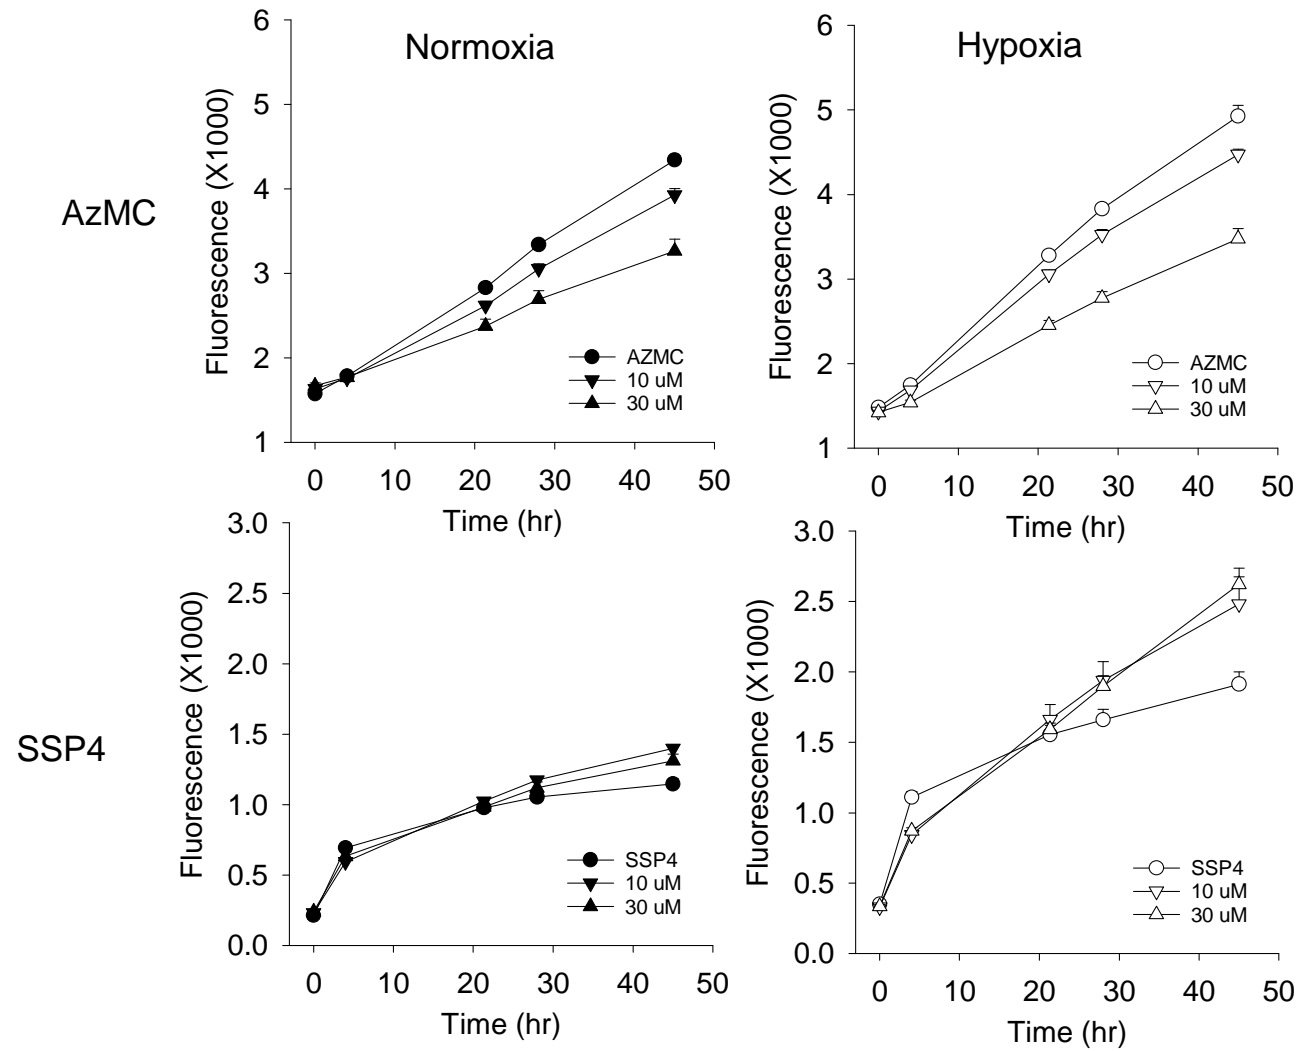 Normoxia
Hypoxia
AzMC
SSP4
Fluorescence (X1000)
6
5
4
3
2
1
AZMC
10 uM
30 uM
0 10 20 30 40 50
Time (hr)
Fluorescence (X1000)
6
5
4
3
2
1
AZMC
10 uM
30 uM
0 10 20 30 40 50
Time (hr)
Fluorescence (X1000)
3.0
2.5
2.0
1.5
1.0
0.5
0.0
SSP4
10 uM
30 uM
0 10 20 30 40 50
Time (hr)
Fluorescence (X1000)
3.0
2.5
2.0
1.5
1.0
0.5
0.0
SSP4
10 uM
30 uM
0 10 20 30 40 50
Time (hr)